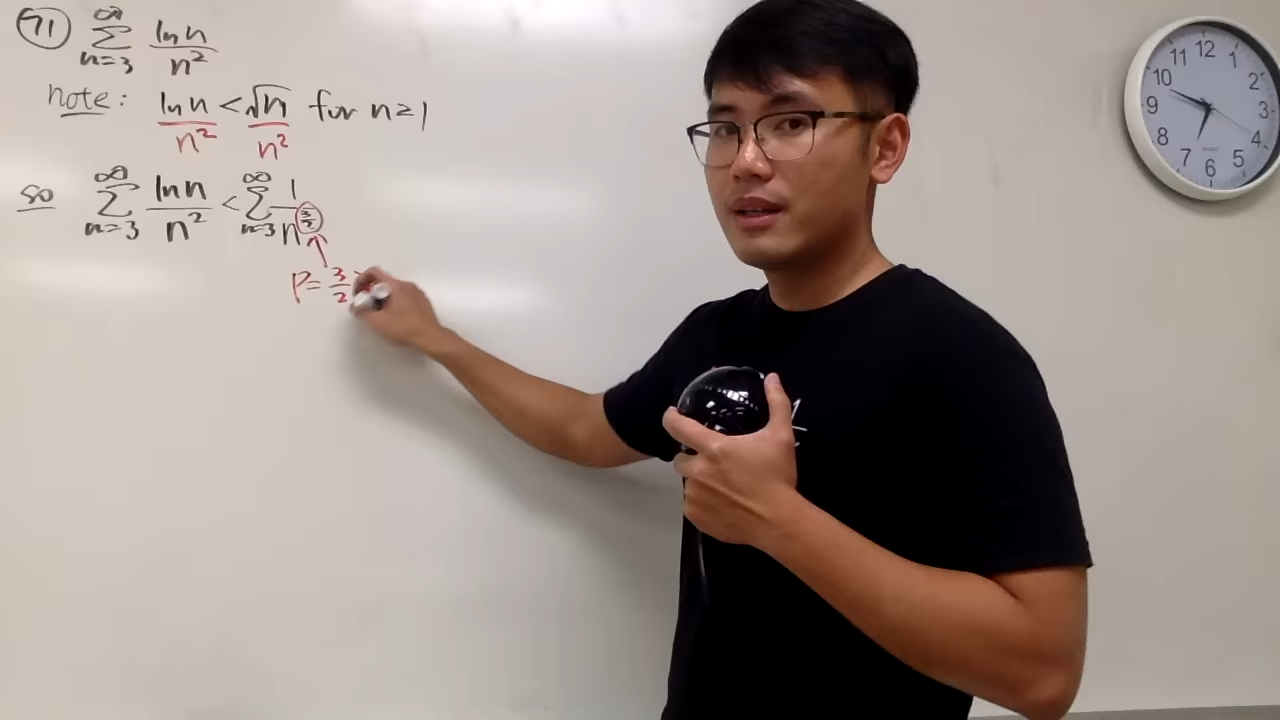 71 ∑_{n=3}^{∞} ln n / n²
note: ln n / n² < √n / n² for n ≥ 1
so ∑_{n=3}^{∞} ln n / n² < ∑_{n=3}^{∞} 1 / n^{3/2}
P = 3/2
12 1 2 3 4 5 6 7 8 9 10 11